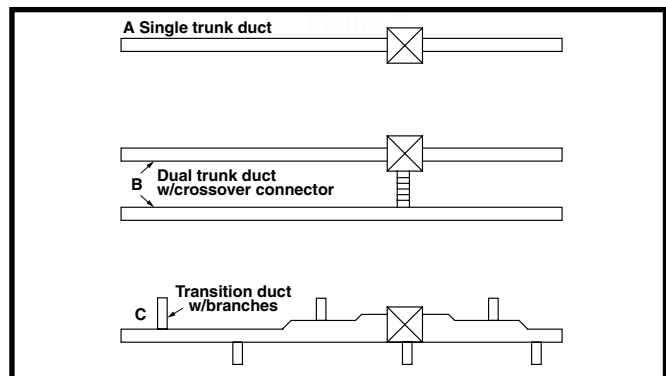 A Single trunk duct
B
Dual trunk duct
w/crossover connector
C
Transition duct
w/branches